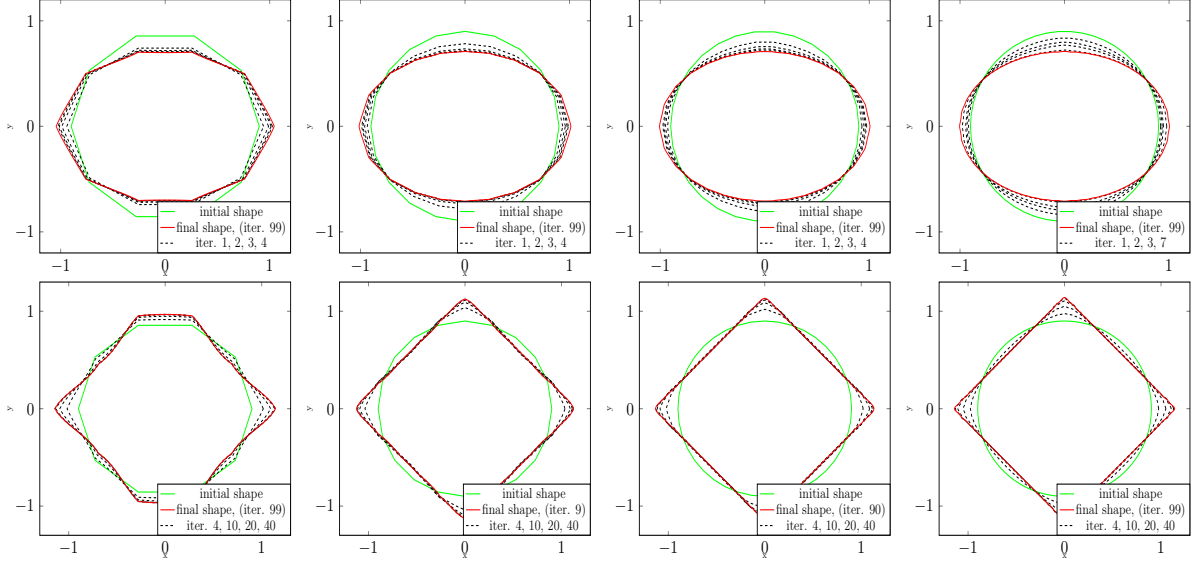 1
0
−1
y
−1
0
1
x
initial shape
final shape, (iter. 99)
iter. 1, 2, 3, 4
1
0
−1
y
−1
0
1
x
initial shape
final shape, (iter. 99)
iter. 1, 2, 3, 4
1
0
−1
y
−1
0
1
x
initial shape
final shape, (iter. 99)
iter. 1, 2, 3, 4
1
0
−1
y
−1
0
1
x
initial shape
final shape, (iter. 99)
iter. 1, 2, 3, 7
1
0
−1
y
−1
0
1
x
initial shape
final shape, (iter. 99)
iter. 4, 10, 20, 40
1
0
−1
y
−1
0
1
x
initial shape
final shape, (iter. 9)
iter. 4, 10, 20, 40
1
0
−1
y
−1
0
1
x
initial shape
final shape, (iter. 90)
iter. 4, 10, 20, 40
1
0
−1
y
−1
0
1
x
initial shape
final shape, (iter. 99)
iter. 4, 10, 20, 40